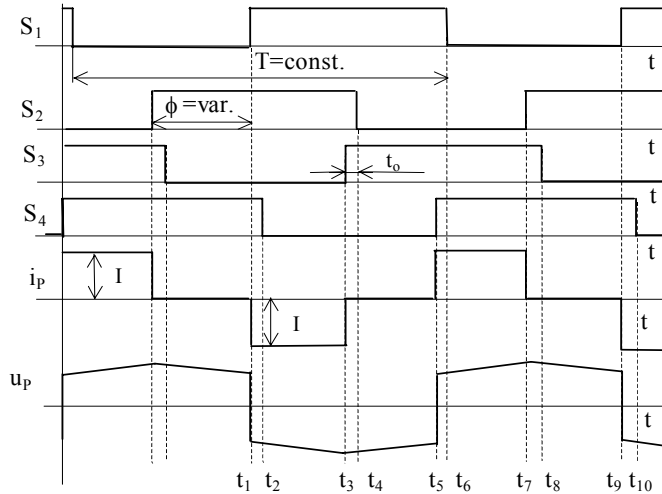 S₁
T=const.
t
S₂
ϕ =var.
t
S₃
tₒ
t
S₄
t
iₚ
I
I
t
uₚ
t
t₁ t₂ t₃ t₄ t₅ t₆ t₇ t₈ t₉ t₁₀